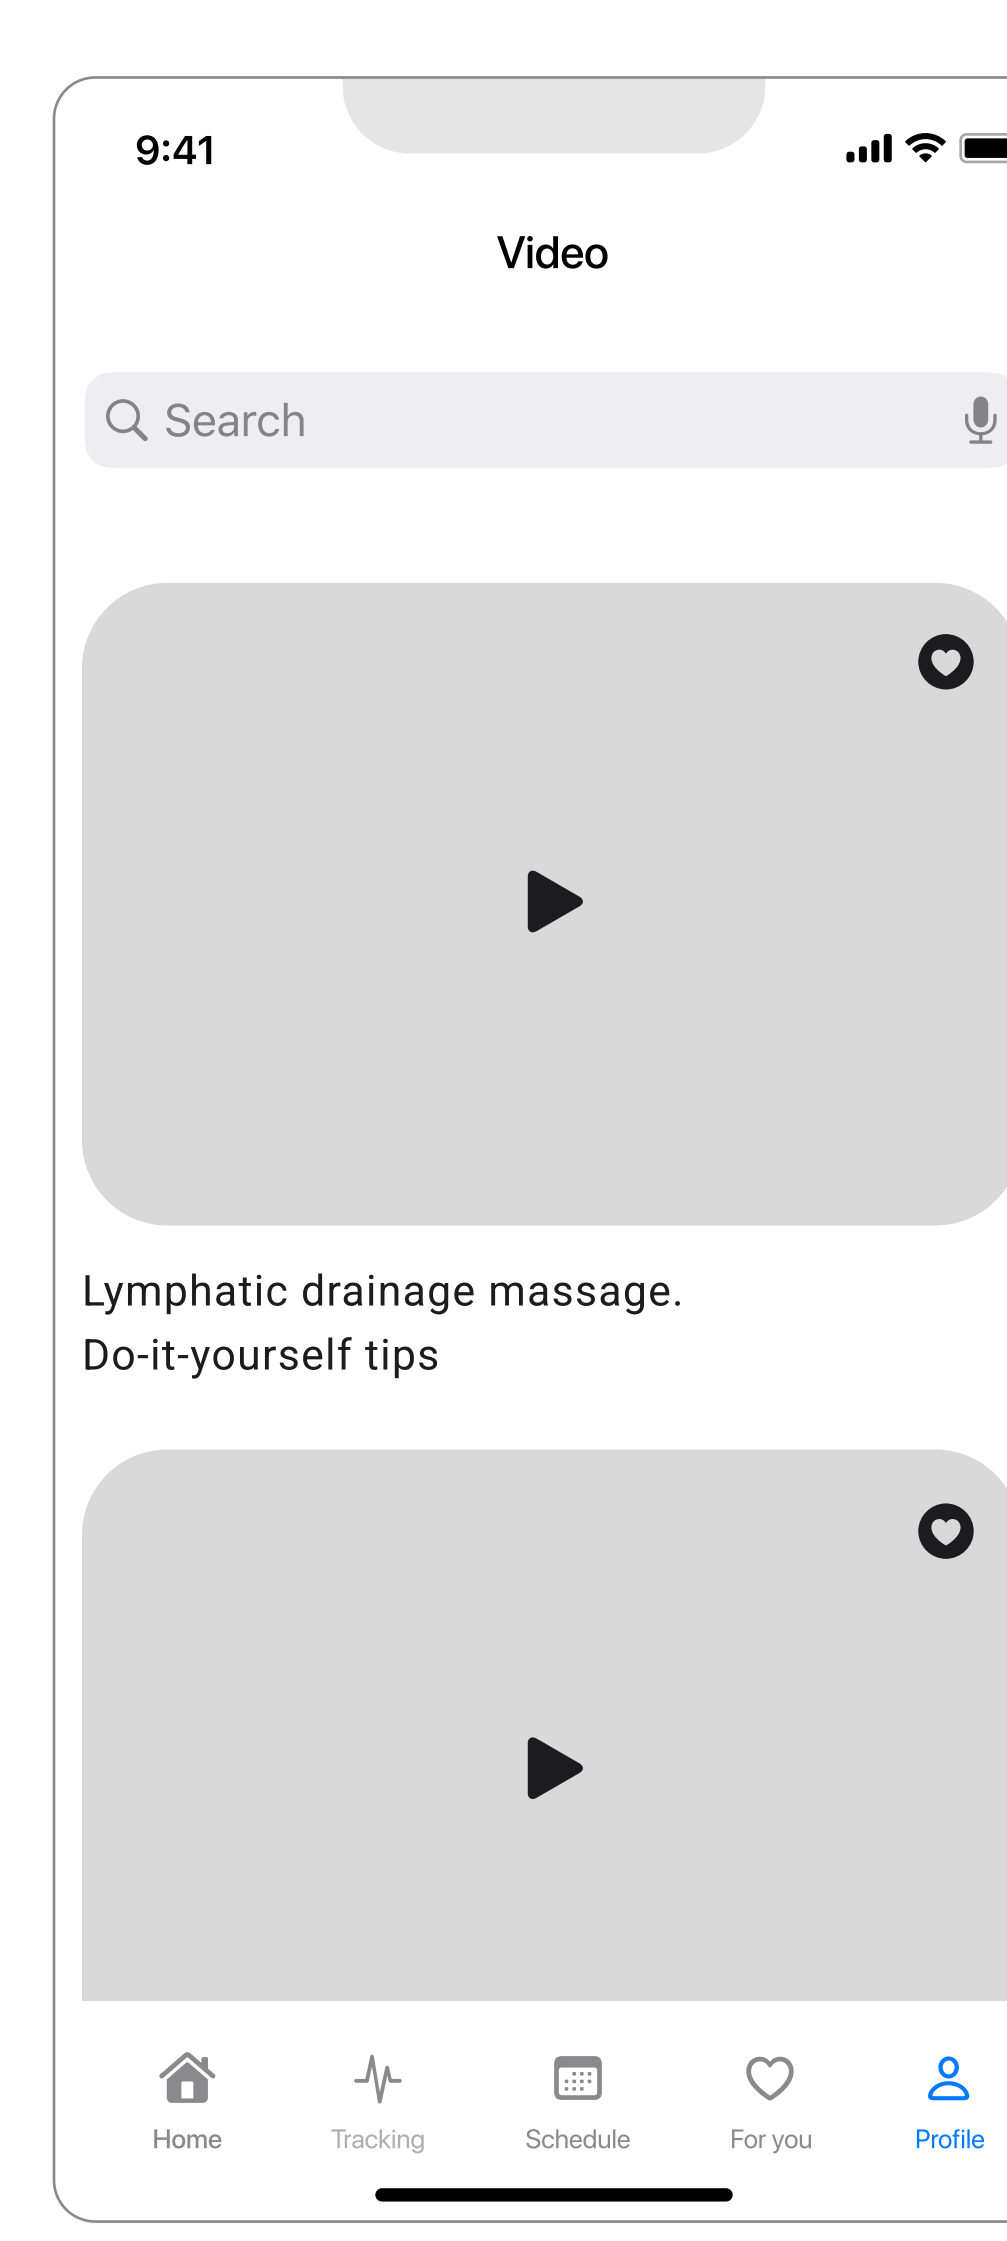 9:41
Video
Search
Lymphatic drainage massage.
Do-it-yourself tips
Home
Tracking
Schedule
For you
Profile